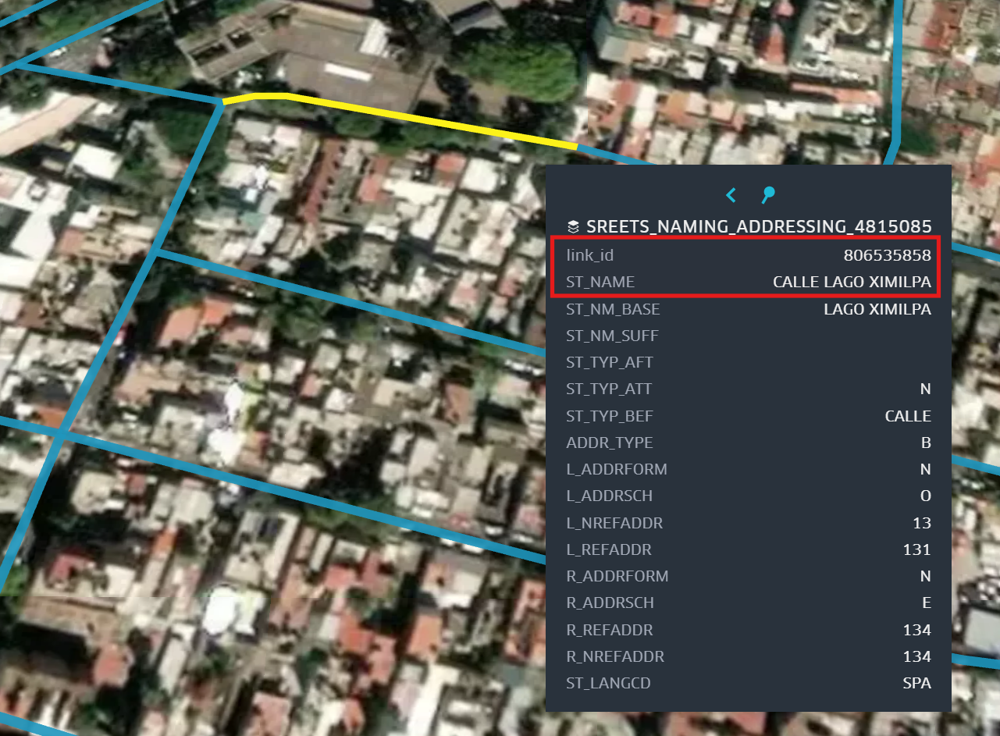 SREETS_NAMING_ADDRESSING_4815085
link_id 806535858
ST_NAME CALLE LAGO XIMILPA
ST_NM_BASE LAGO XIMILPA
ST_NM_SUFF
ST_TYP_AFT
ST_TYP_ATT N
ST_TYP_BEF CALLE
ADDR_TYPE B
L_ADDRFORM N
L_ADDRSCH O
L_NREFADDR 13
L_REFADDR 131
R_ADDRFORM N
R_ADDRSCH E
R_REFADDR 134
R_NREFADDR 134
ST_LANGCD SPA